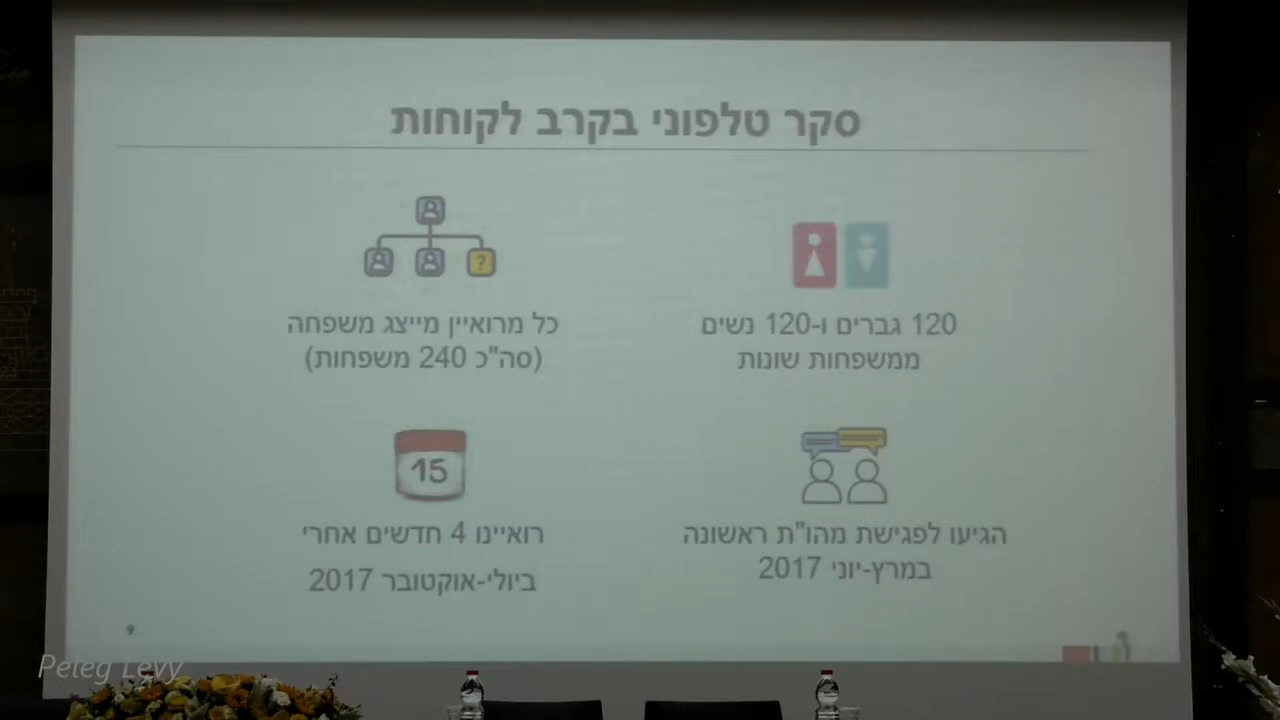 סקר טלפוני בקרב לקוחות
120 גברים ו-120 נשים
ממשפחות שונות
?
כל מרואיין מייצג משפחה
(סה"כ 240 משפחות)
הגיעו לפגישת מהו"ת ראשונה
במרץ-יוני 2017
15
רואיינו 4 חדשים אחרי
ביולי-אוקטובר 2017
9
Peleg Levy